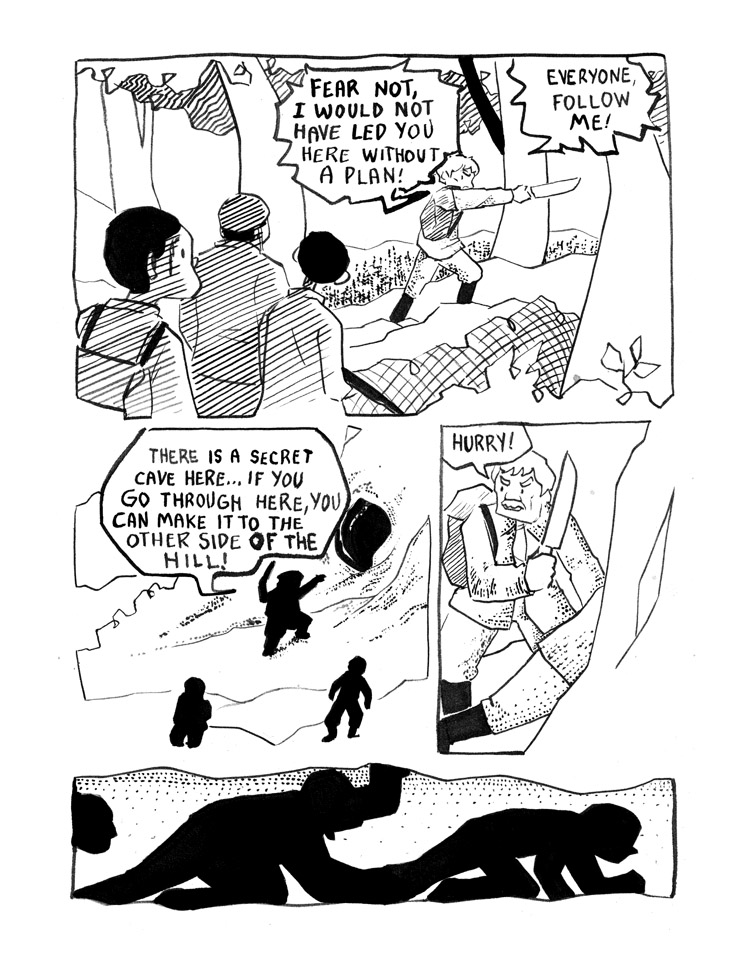 FEAR NOT,
I WOULD NOT
HAVE LED YOU
HERE WITHOUT
A PLAN!
EVERYONE,
FOLLOW
ME!
THERE IS A SECRET
CAVE HERE... IF YOU
GO THROUGH HERE, YOU
CAN MAKE IT TO THE
OTHER SIDE OF THE
HILL!
HURRY!